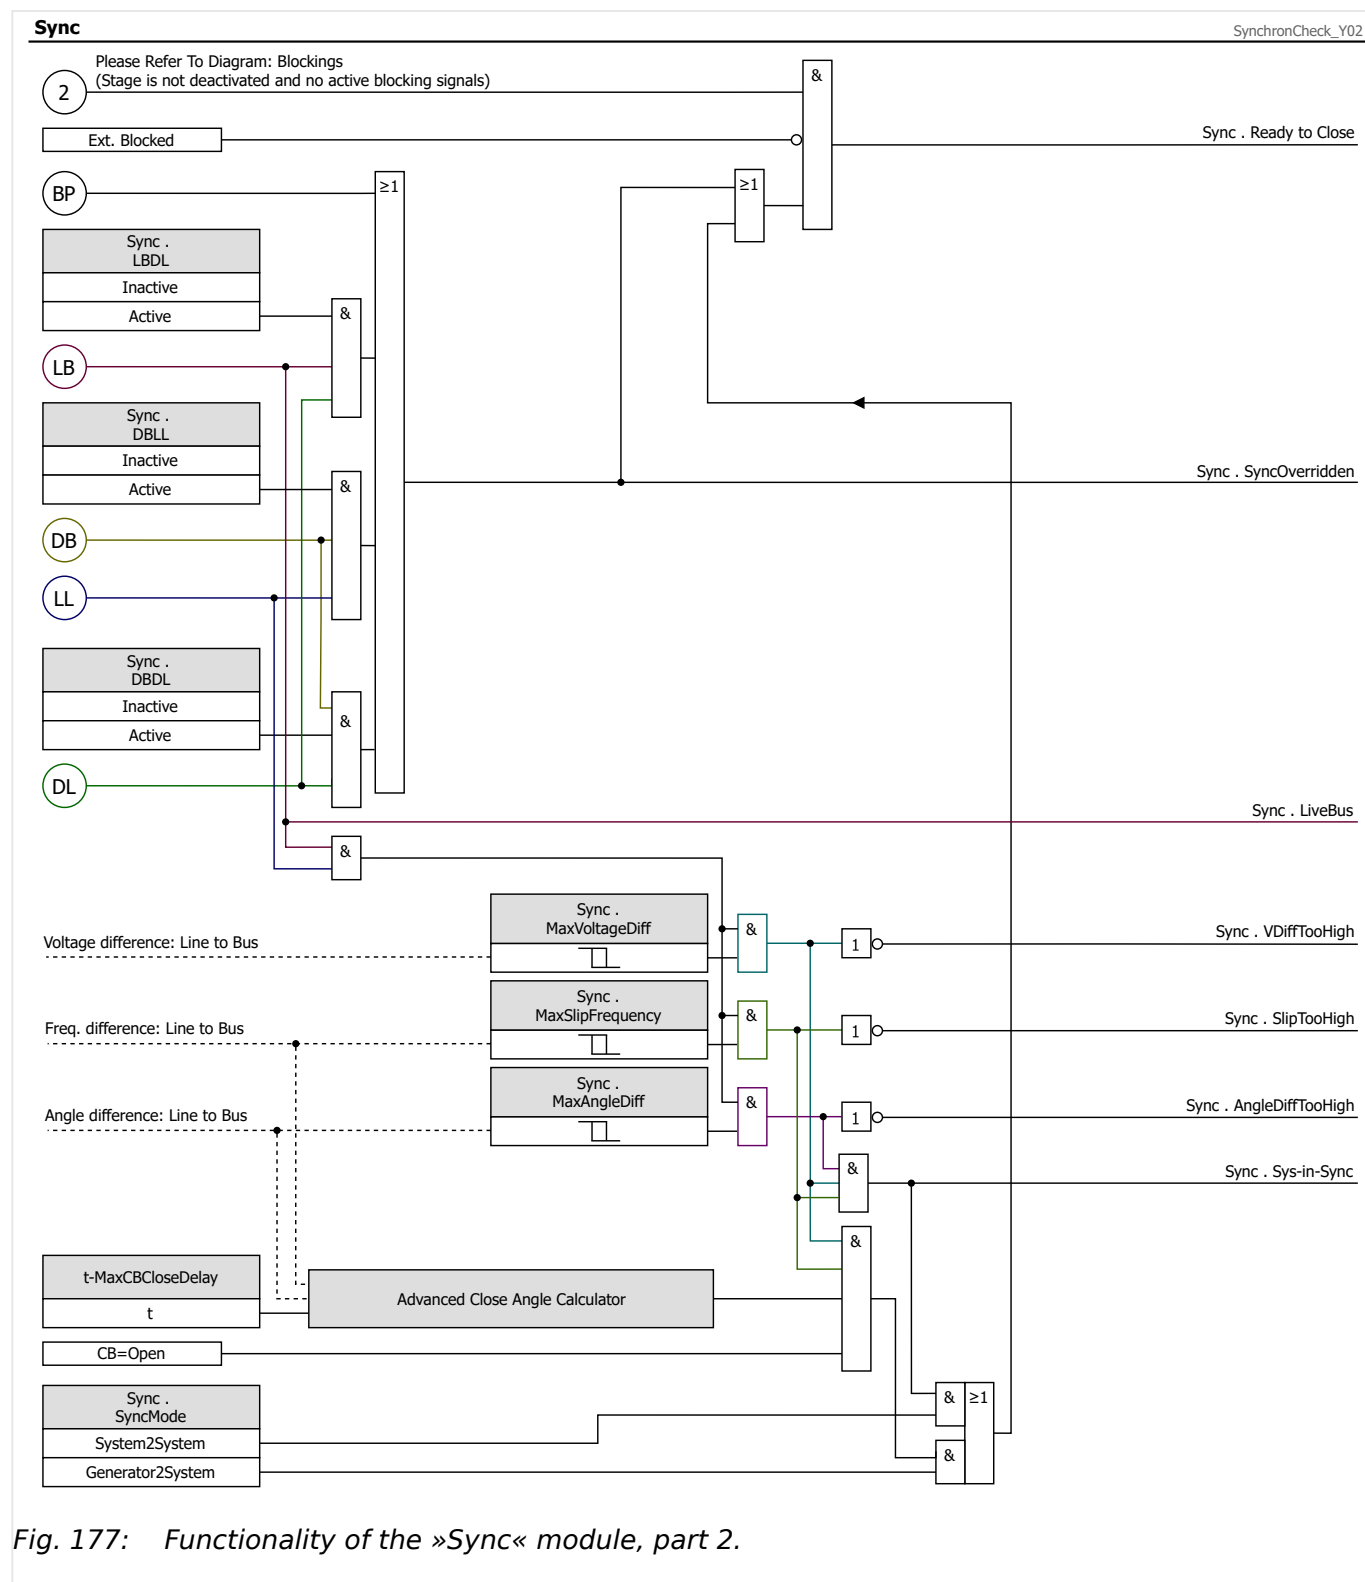 Sync
SynchronCheck_Y02
Please Refer To Diagram: Blockings
(Stage is not deactivated and no active blocking signals)
2
&
Ext. Blocked
Sync . Ready to Close
BP
≥1
≥1
Sync .
LBDL
Inactive
Active
&
LB
Sync .
DBLL
Inactive
Active
&
Sync . SyncOverridden
DB
LL
Sync .
DBDL
Inactive
Active
&
DL
Sync . LiveBus
&
Sync .
MaxVoltageDiff
&
Voltage difference: Line to Bus
1
Sync . VDiffTooHigh
Sync .
MaxSlipFrequency
&
Freq. difference: Line to Bus
1
Sync . SlipTooHigh
Sync .
MaxAngleDiff
&
Angle difference: Line to Bus
1
Sync . AngleDiffTooHigh
&
Sync . Sys-in-Sync
&
t-MaxCBCloseDelay
t
Advanced Close Angle Calculator
CB=Open
Sync .
SyncMode
System2System
Generator2System
&
≥1
&
Fig. 177: Functionality of the »Sync« module, part 2.